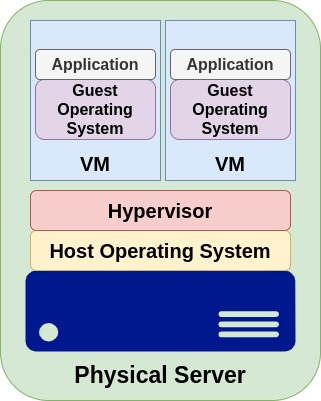 Application
Guest
Operating
System
VM
Application
Guest
Operating
System
VM
Hypervisor
Host Operating System
Physical Server